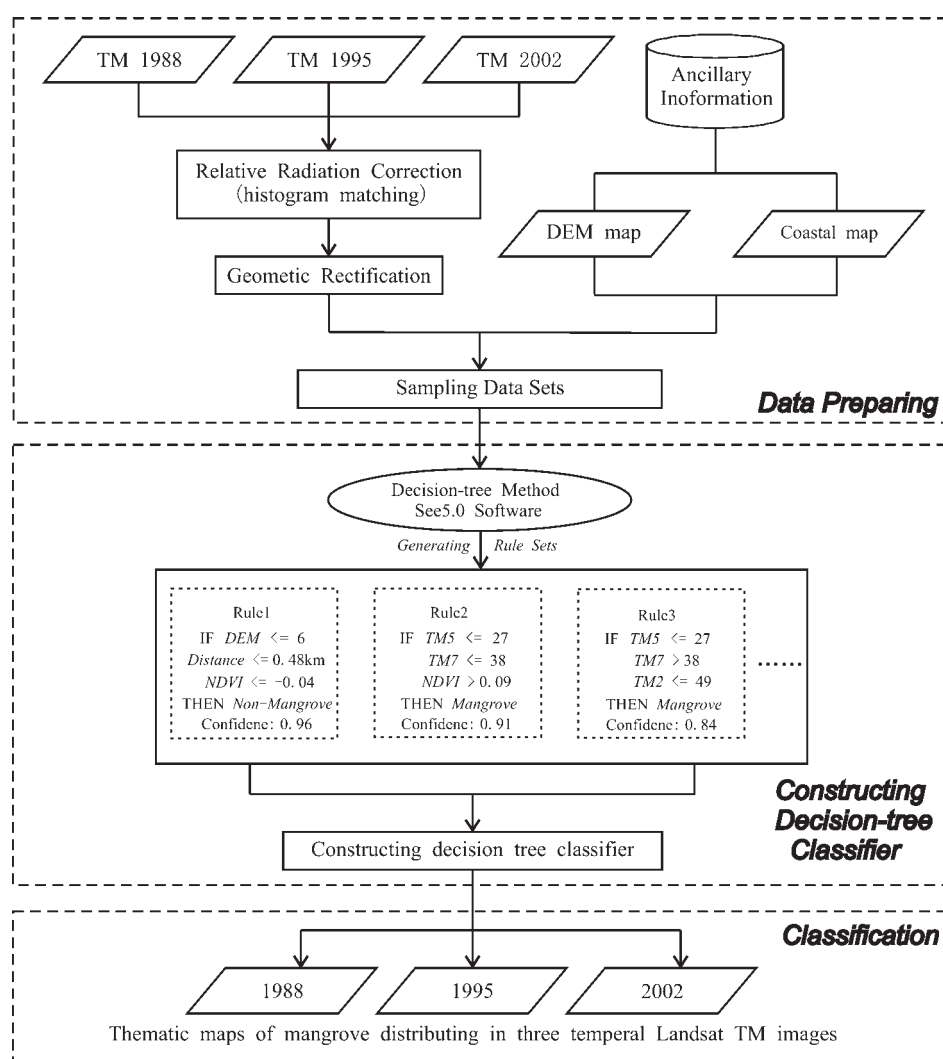 TM 1988
TM 1995
TM 2002
Ancillary
Inoformation
Relative Radiation Correction
(histogram matching)
DEM map
Coastal map
Geometic Rectification
Sampling Data Sets
Data Preparing
Decision-tree Method
See5.0 Software
Generating Rule Sets
Rule1
IF DEM <= 6
Distance <= 0.48km
NDVI <= -0.04
THEN Non-Mangrove
Confidenc: 0.96
Rule2
IF TM5 <= 27
TM7 <= 38
NDVI > 0.09
THEN Mangrove
Confidenc: 0.91
Rule3
IF TM5 <= 27
TM7 > 38
TM2 <= 49
THEN Mangrove
Confidenc: 0.84
......
Constructing
Decision-tree
Classifier
Constructing decision tree classifier
Classification
1988
1995
2002
Thematic maps of mangrove distributing in three temperal Landsat TM images